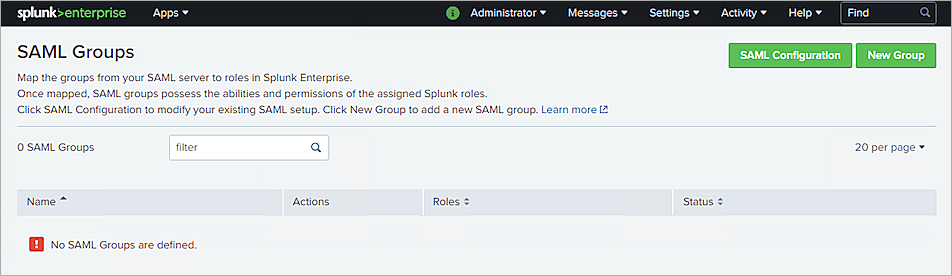 splunk>enterprise Apps Administrator Messages Settings Activity Help Find
SAML Groups
SAML Configuration New Group
Map the groups from your SAML server to roles in Splunk Enterprise.
Once mapped, SAML groups possess the abilities and permissions of the assigned Splunk roles.
Click SAML Configuration to modify your existing SAML setup. Click New Group to add a new SAML group. Learn more
0 SAML Groups filter 20 per page
Name Actions Roles Status
No SAML Groups are defined.